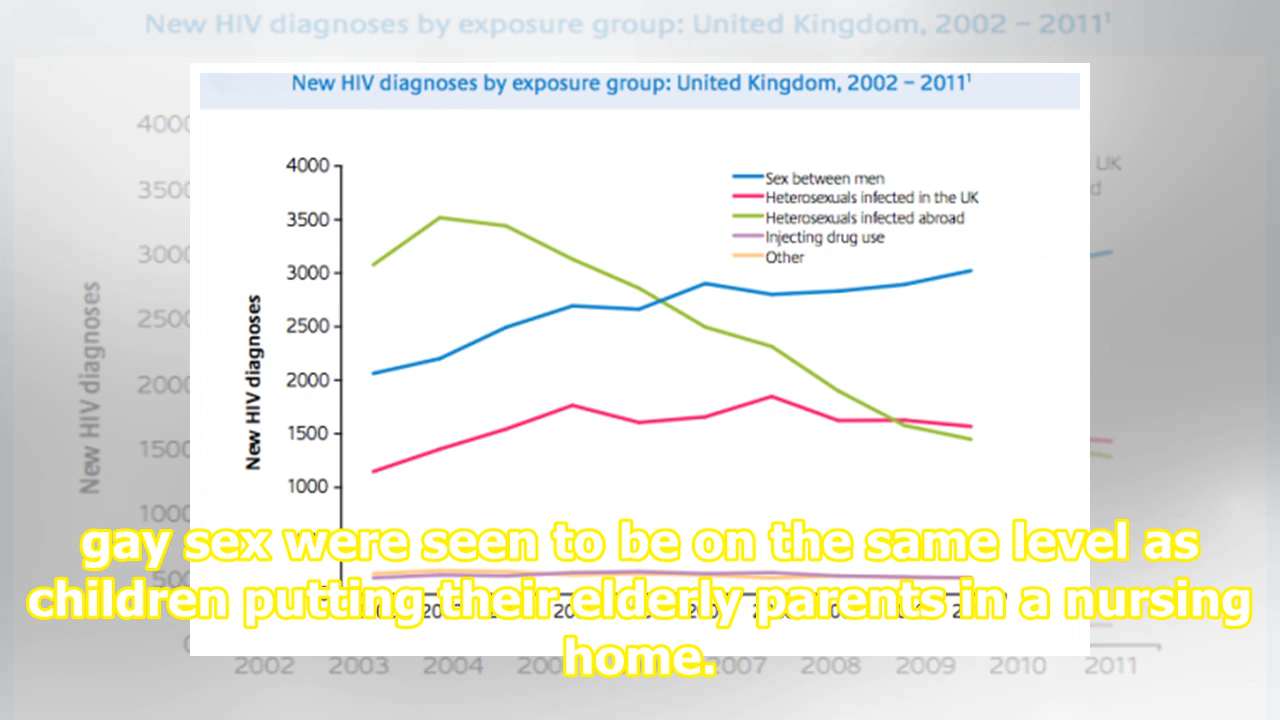 New HIV diagnoses by exposure group: United Kingdom, 2002 – 2011¹
New HIV diagnoses by exposure group: United Kingdom, 2002 – 2011¹
4000
3500
3000
2500
2000
1500
1000
New HIV diagnoses
Sex between men
Heterosexuals infected in the UK
Heterosexuals infected abroad
Injecting drug use
Other
UK
d
4000
3500
3000
2500
2000
1500
1000
500
0
New HIV diagnoses
gay sex were seen to be on the same level as
children putting their elderly parents in a nursing
home.
2002 2003 2004 2007 2008 2009 2010 2011